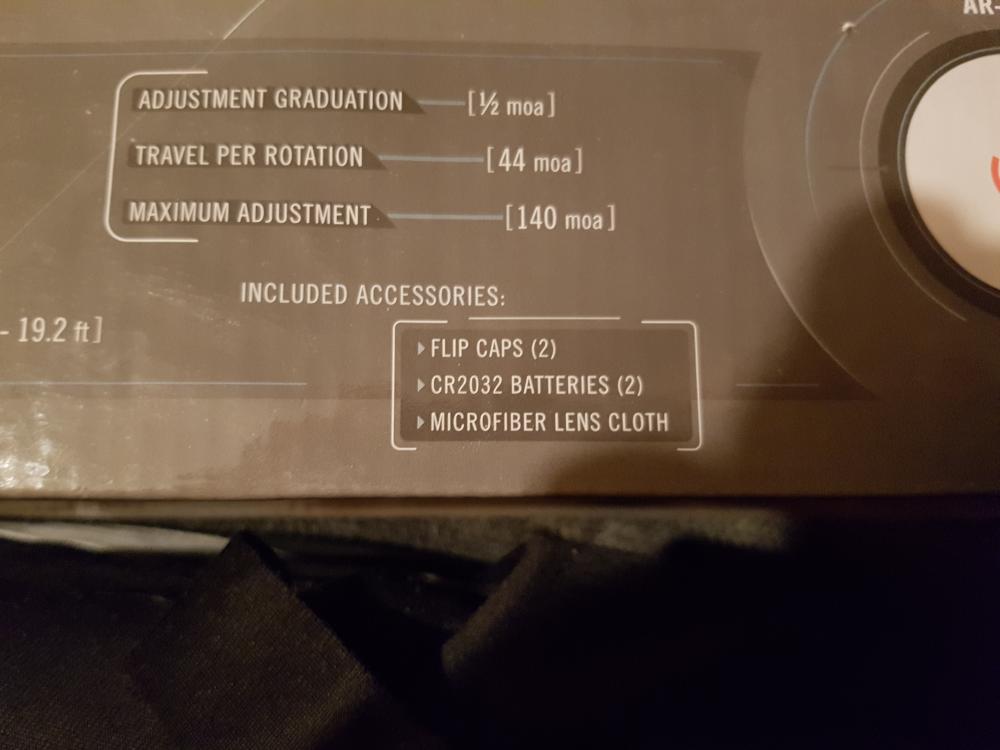 AR-
ADJUSTMENT GRADUATION [½ moa]
TRAVEL PER ROTATION [44 moa]
MAXIMUM ADJUSTMENT [140 moa]
INCLUDED ACCESSORIES:
- 19.2 ft]
FLIP CAPS (2)
CR2032 BATTERIES (2)
MICROFIBER LENS CLOTH